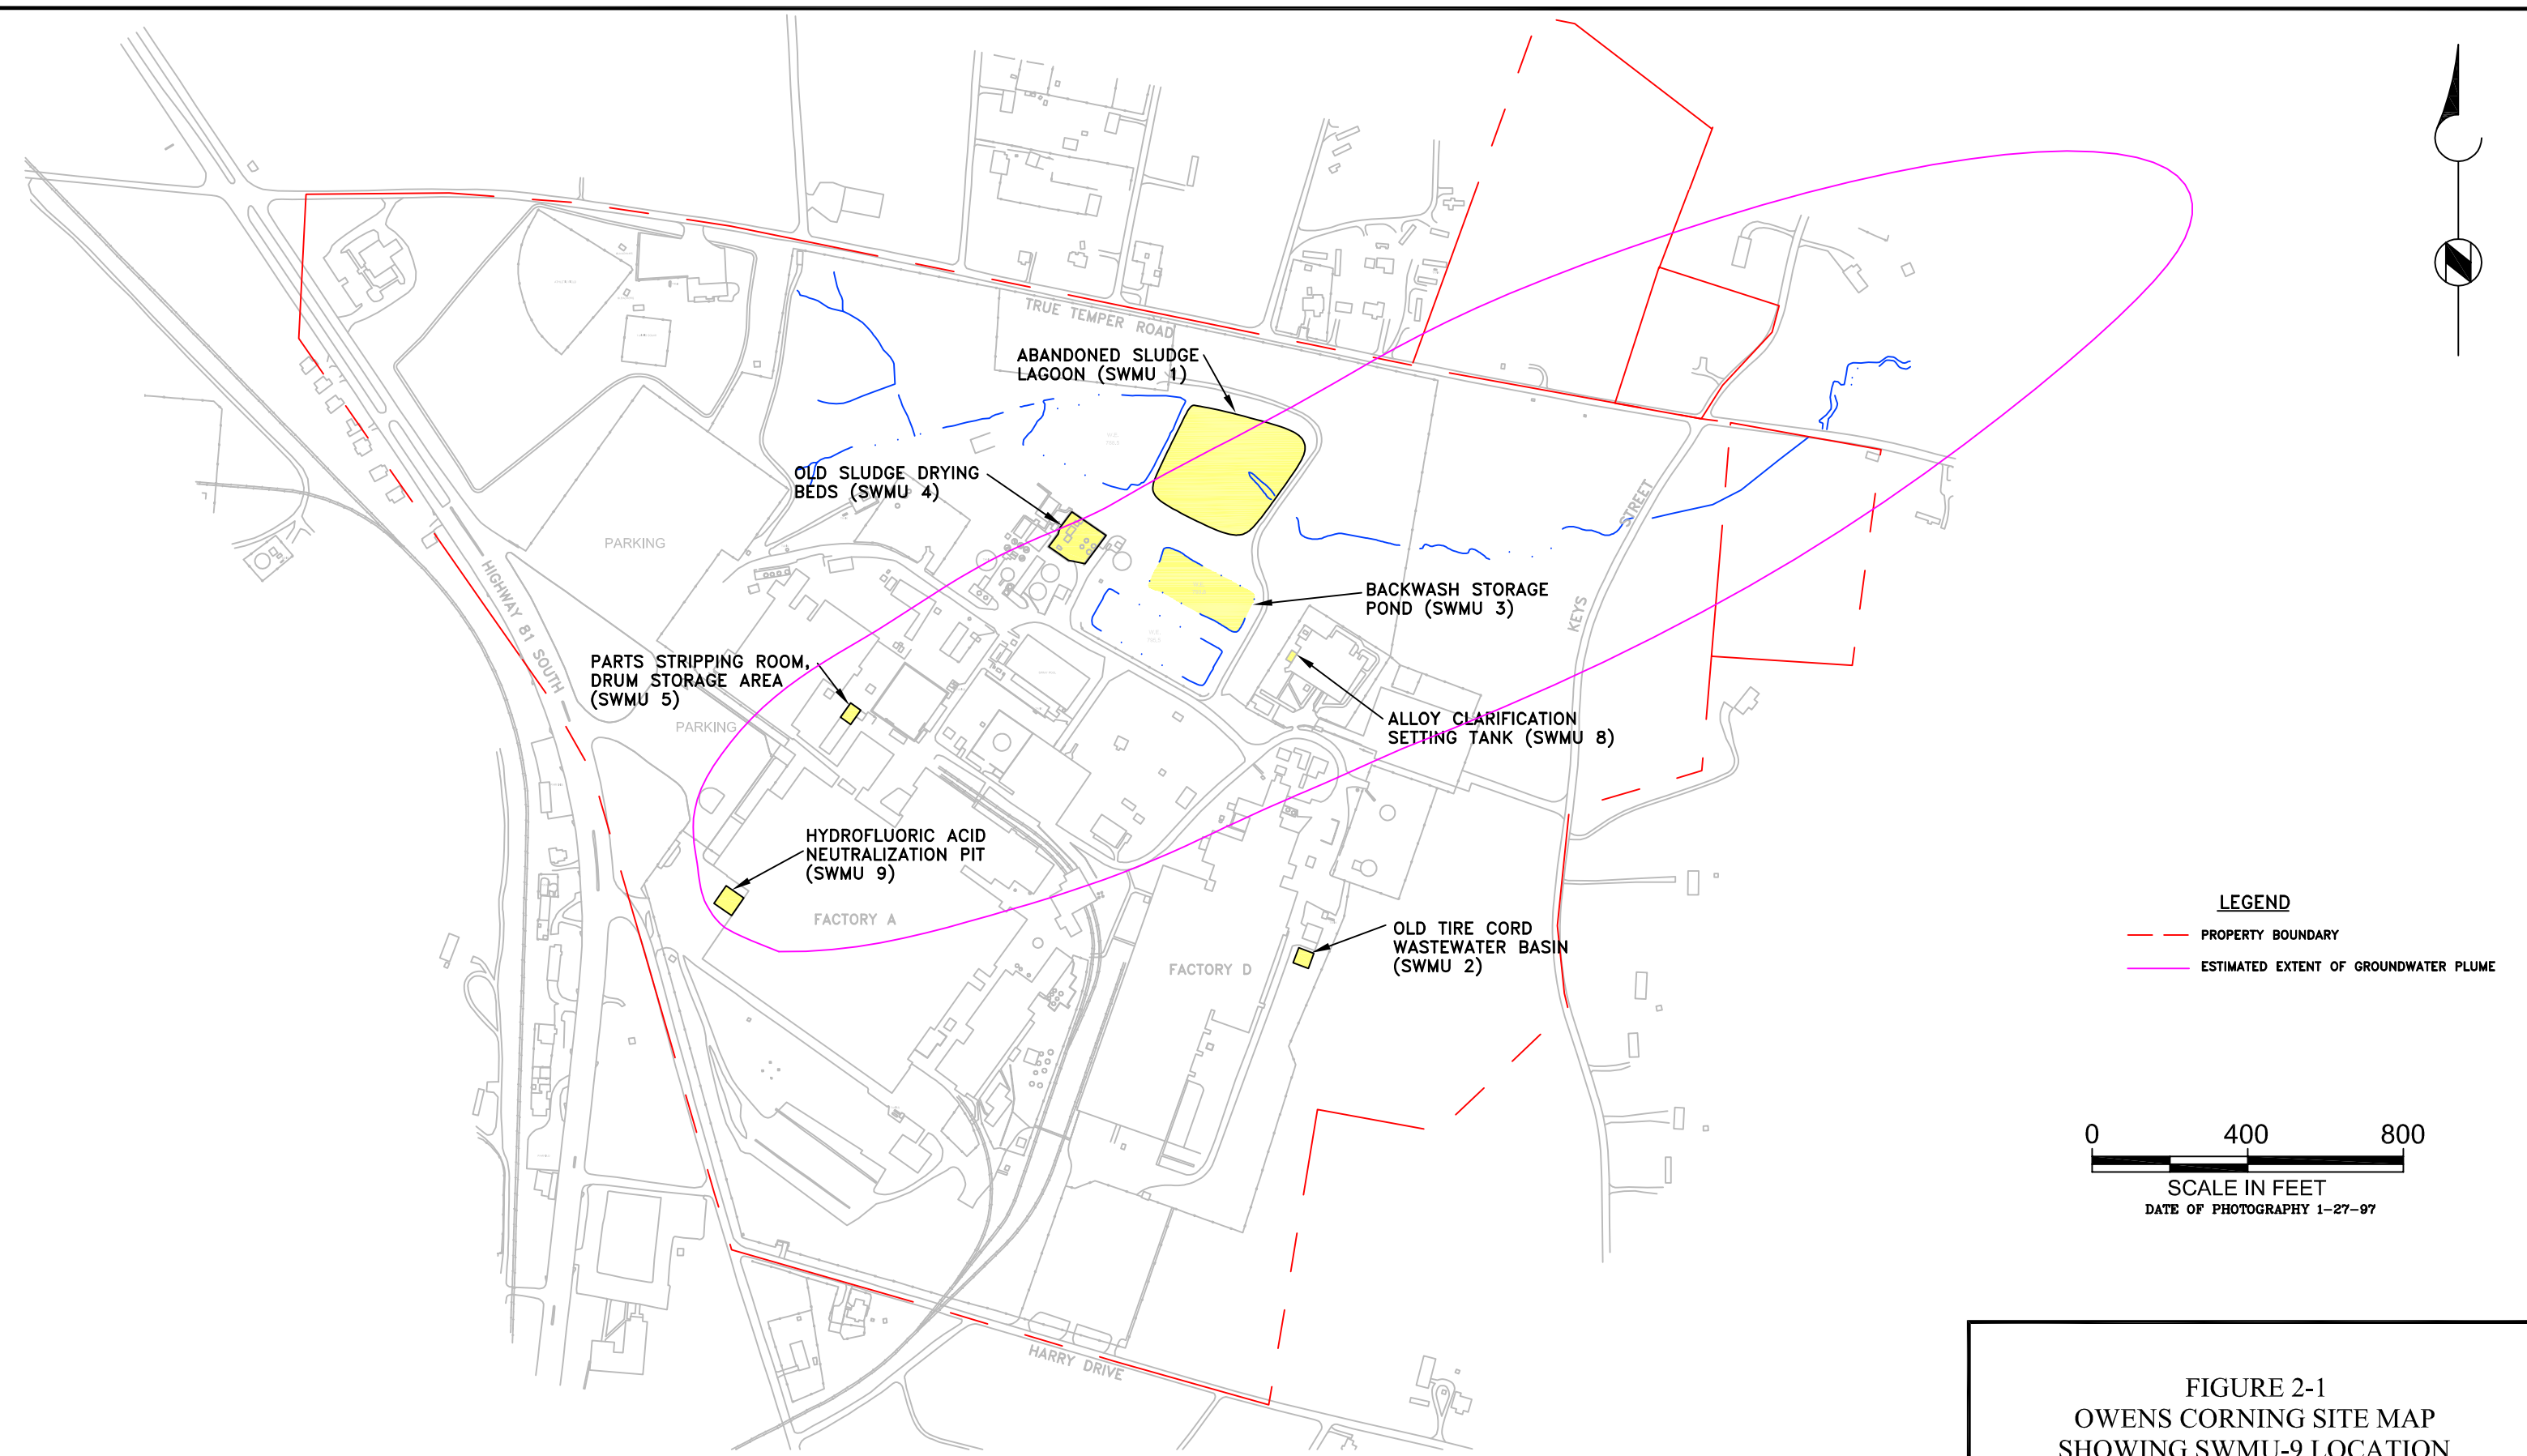 TRUE TEMPER ROAD
ABANDONED SLUDGE
LAGOON (SWMU 1)
OLD SLUDGE DRYING
BEDS (SWMU 4)
PARKING
HIGHWAY 81 SOUTH
STREET
KEYS
BACKWASH STORAGE
POND (SWMU 3)
PARTS STRIPPING ROOM,
DRUM STORAGE AREA
(SWMU 5)
PARKING
ALLOY CLARIFICATION
SETTING TANK (SWMU 8)
HYDROFLUORIC ACID
NEUTRALIZATION PIT
(SWMU 9)
FACTORY A
OLD TIRE CORD
WASTEWATER BASIN
(SWMU 2)
FACTORY D
HARRY DRIVE
N
LEGEND
PROPERTY BOUNDARY
ESTIMATED EXTENT OF GROUNDWATER PLUME
0 400 800
SCALE IN FEET
DATE OF PHOTOGRAPHY 1-27-97
FIGURE 2-1
OWENS CORNING SITE MAP
SHOWING SWMU-9 LOCATION